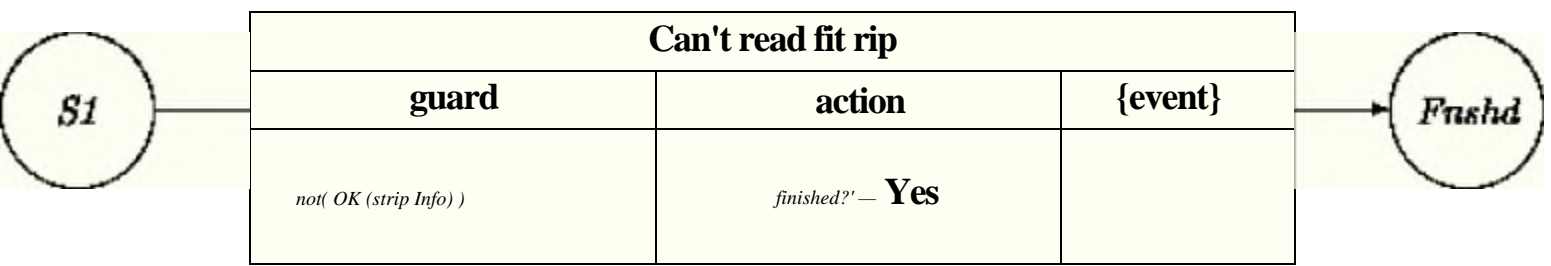 Can't read fit rip
guard action {event}
S1
Fnshd
not( OK (strip Info) ) finished?' — Yes